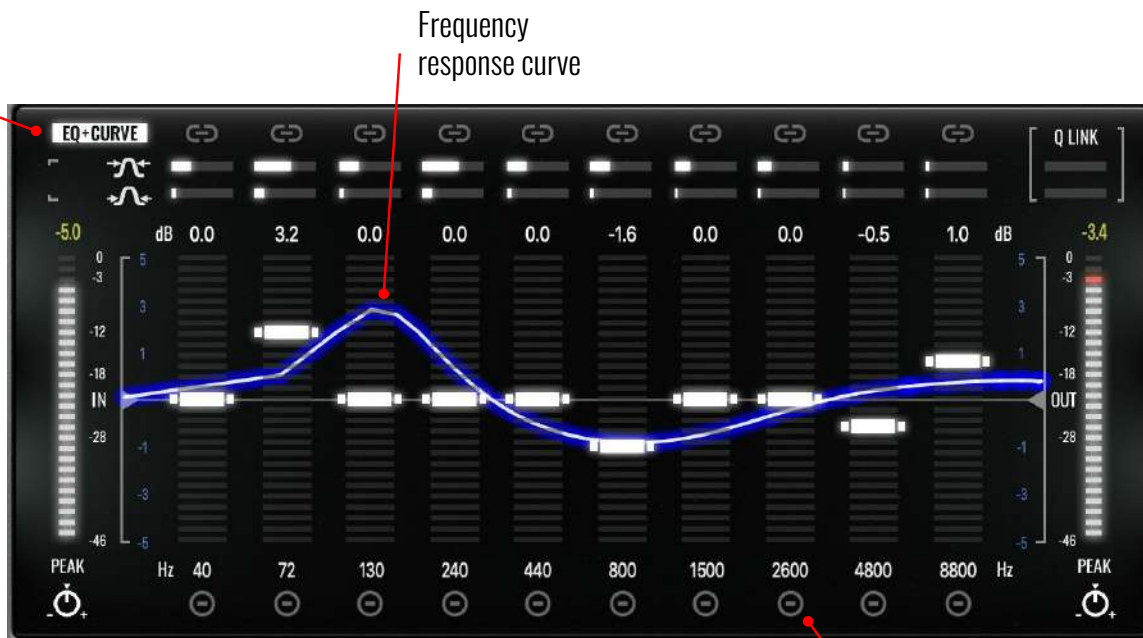 Frequency
response curve
EQ+CURVE
Q LINK
-5.0 dB 0.0 3.2 0.0 0.0 0.0 -1.6 0.0 0.0 -0.5 1.0 dB -3.4
0 5 5 0
-3 -3
3 3
-12 -12
1 1
-18 -18
IN OUT
-28 -28
-1 -1
-3 -3
-46 -5 -5 -46
PEAK Hz 40 72 130 240 440 800 1500 2600 4800 8800 Hz PEAK
- + - +